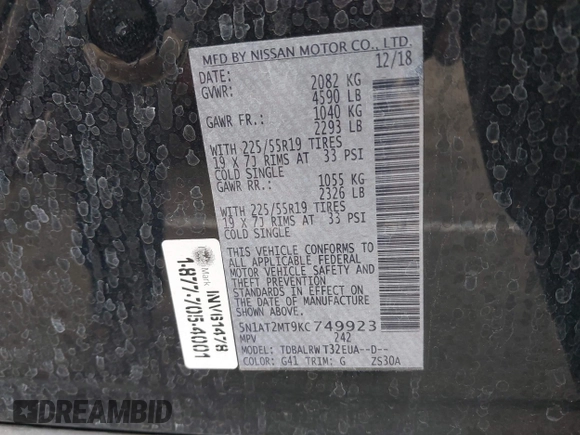 MFD BY NISSAN MOTOR CO., LTD.
DATE: 12/18
GVWR: 2082 KG
4590 LB
GAWR FR.: 1040 KG
2293 LB
WITH 225/55R19 TIRES
19 X 7J RIMS AT 33 PSI
COLD SINGLE
GAWR RR.: 1055 KG
2326 LB
WITH 225/55R19 TIRES
19 X 7J RIMS AT 33 PSI
COLD SINGLE
THIS VEHICLE CONFORMS TO
ALL APPLICABLE FEDERAL
MOTOR VEHICLE SAFETY AND
THEFT PREVENTION
STANDARDS IN EFFECT ON
THE DATE OF MANUFACTURE
SHOWN ABOVE.
5N1AT2MT9KC749923
MPV 242
MODEL: TDBALRWT32EUA--D--
COLOR: G41 TRIM: G ZS30A
Mark
INV61478
1-877-705-4001
DREAMBID